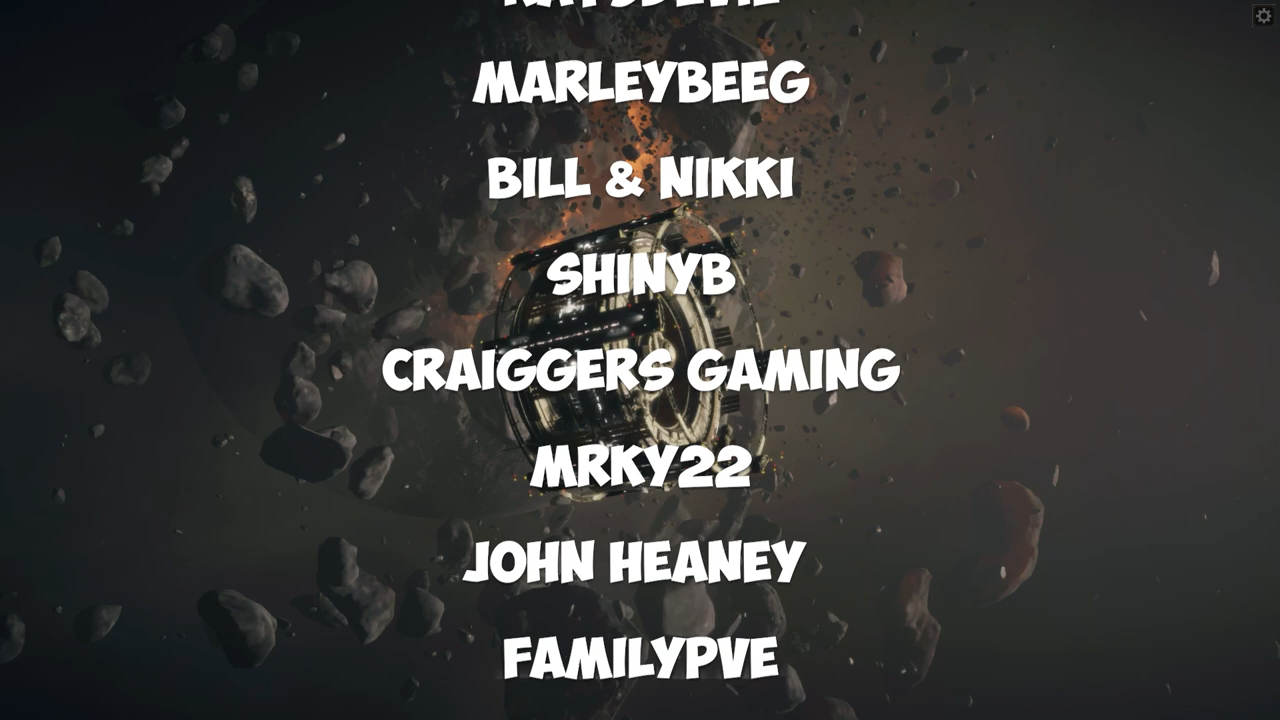 MARLEYBEEG
BILL & NIKKI
SHINYB
CRAIGGERS GAMING
MRKY22
JOHN HEANEY
FAMILYPVE